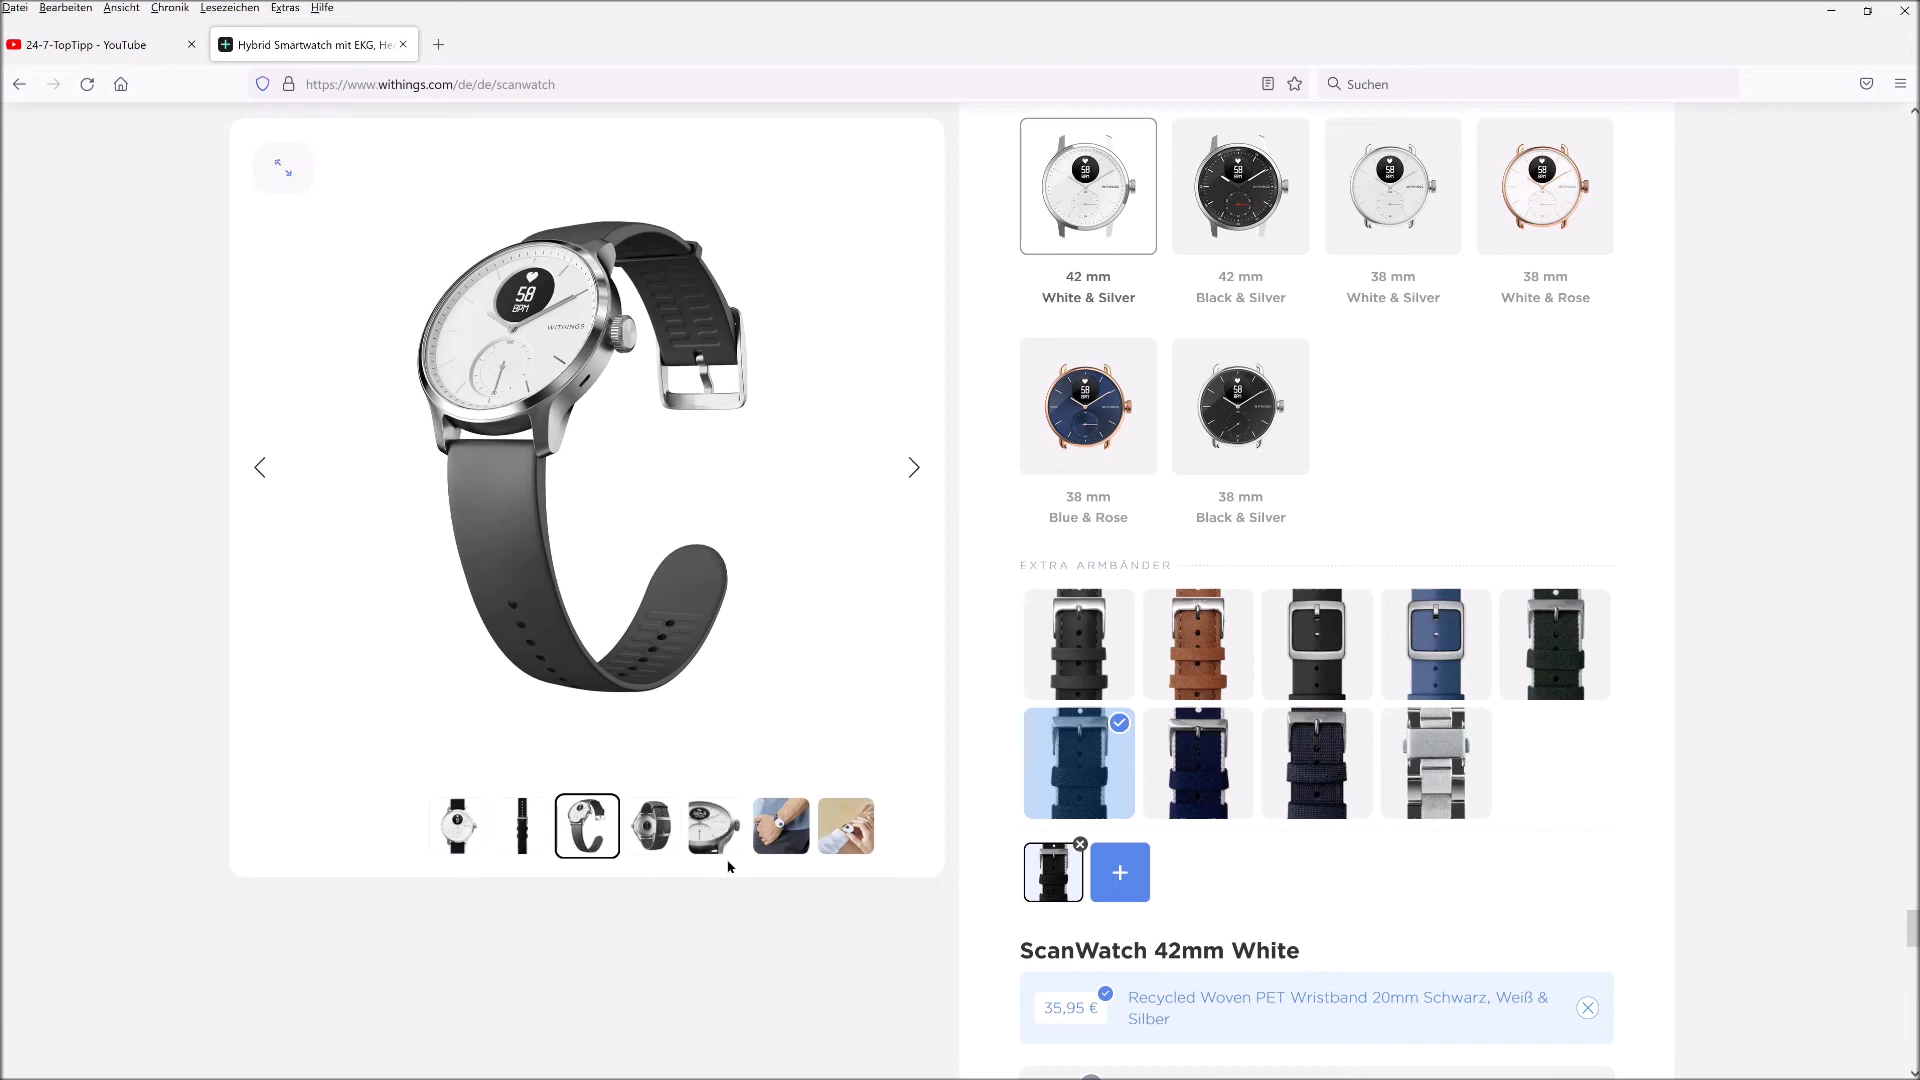 Datei Bearbeiten Ansicht Chronik Lesezeichen Extras Hilfe
24-7-TopTipp - YouTube
Hybrid Smartwatch mit EKG, He
https://www.withings.com/de/de/scanwatch
Suchen
58
BPM
WITHINGS
42 mm
White & Silver
42 mm
Black & Silver
38 mm
White & Silver
38 mm
White & Rose
38 mm
Blue & Rose
38 mm
Black & Silver
EXTRA ARMBÄNDER
ScanWatch 42mm White
35,95 €
Recycled Woven PET Wristband 20mm Schwarz, Weiß &
Silber